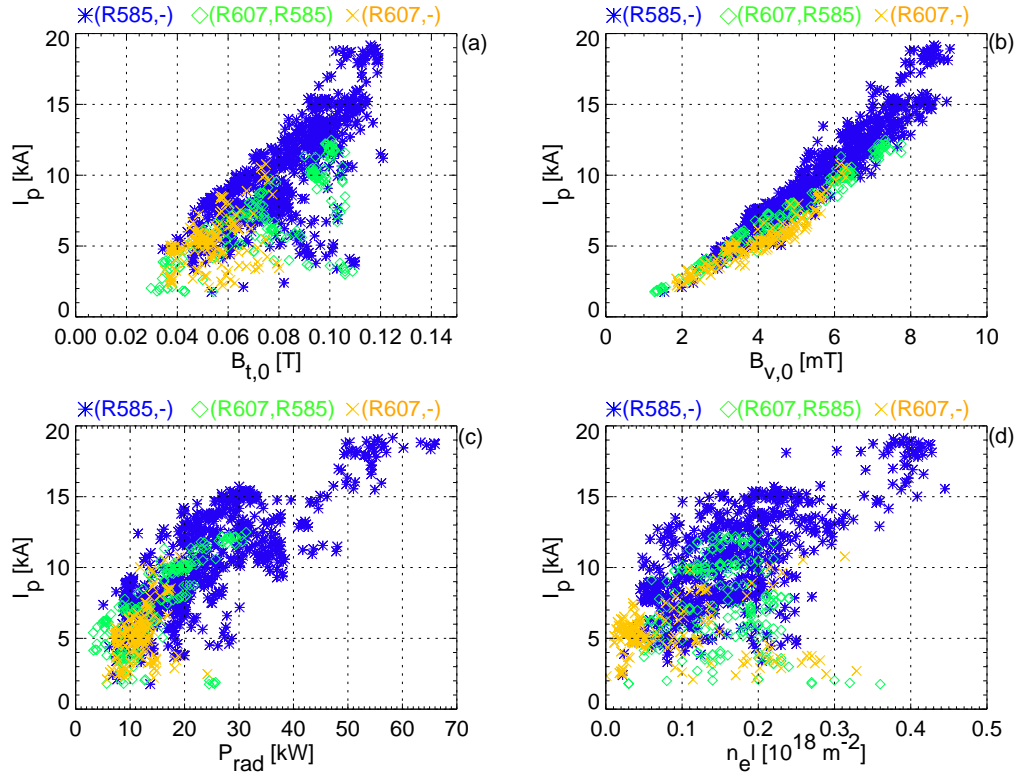 (R585,-) (R607,R585) (R607,-)
(a)
20
15
10
5
0
I_p [kA]
0.00 0.02 0.04 0.06 0.08 0.10 0.12 0.14
B_{t,0} [T]
(R585,-) (R607,R585) (R607,-)
(b)
20
15
10
5
0
I_p [kA]
0 2 4 6 8 10
B_{v,0} [mT]
(R585,-) (R607,R585) (R607,-)
(c)
20
15
10
5
0
I_p [kA]
0 10 20 30 40 50 60 70
P_{rad} [kW]
(R585,-) (R607,R585) (R607,-)
(d)
20
15
10
5
0
I_p [kA]
0.0 0.1 0.2 0.3 0.4 0.5
n_e l [10^{18} m^{-2}]